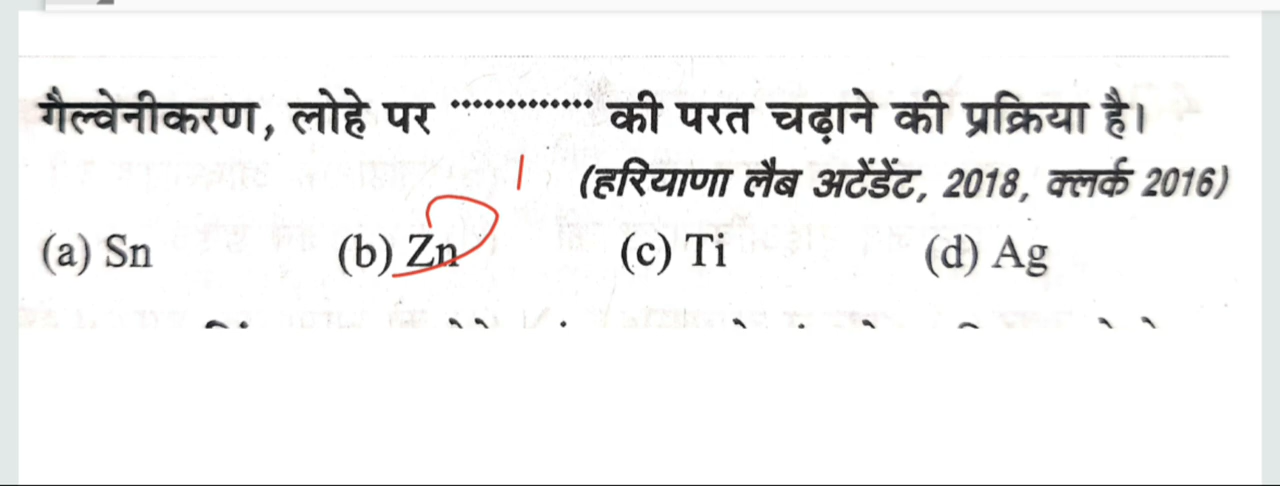 गैल्वेनीकरण, लोहे पर .............. की परत चढ़ाने की प्रक्रिया है।
(हरियाणा लैब अटेंडेंट, 2018, क्लर्क 2016)
(a) Sn (b) Zn (c) Ti (d) Ag